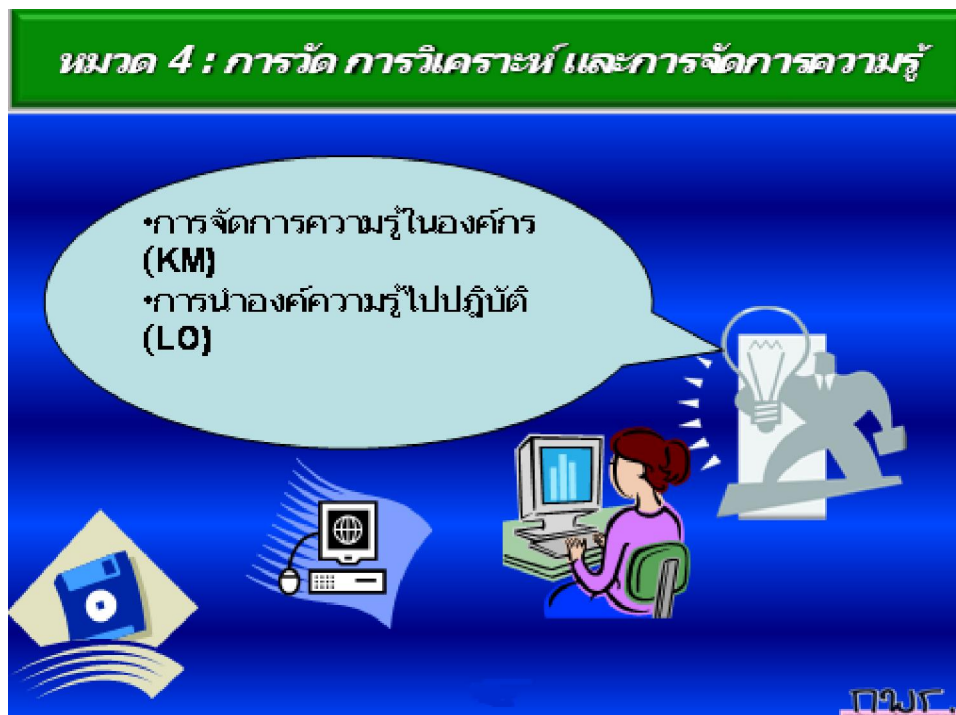 หมวด 4 : การวัด การวิเคราะห์ และการจัดการความรู้
•การจัดการความรู้ในองค์กร
(KM)
•การนำองค์ความรู้ไปปฎิบัติ
(LO)
กพร.